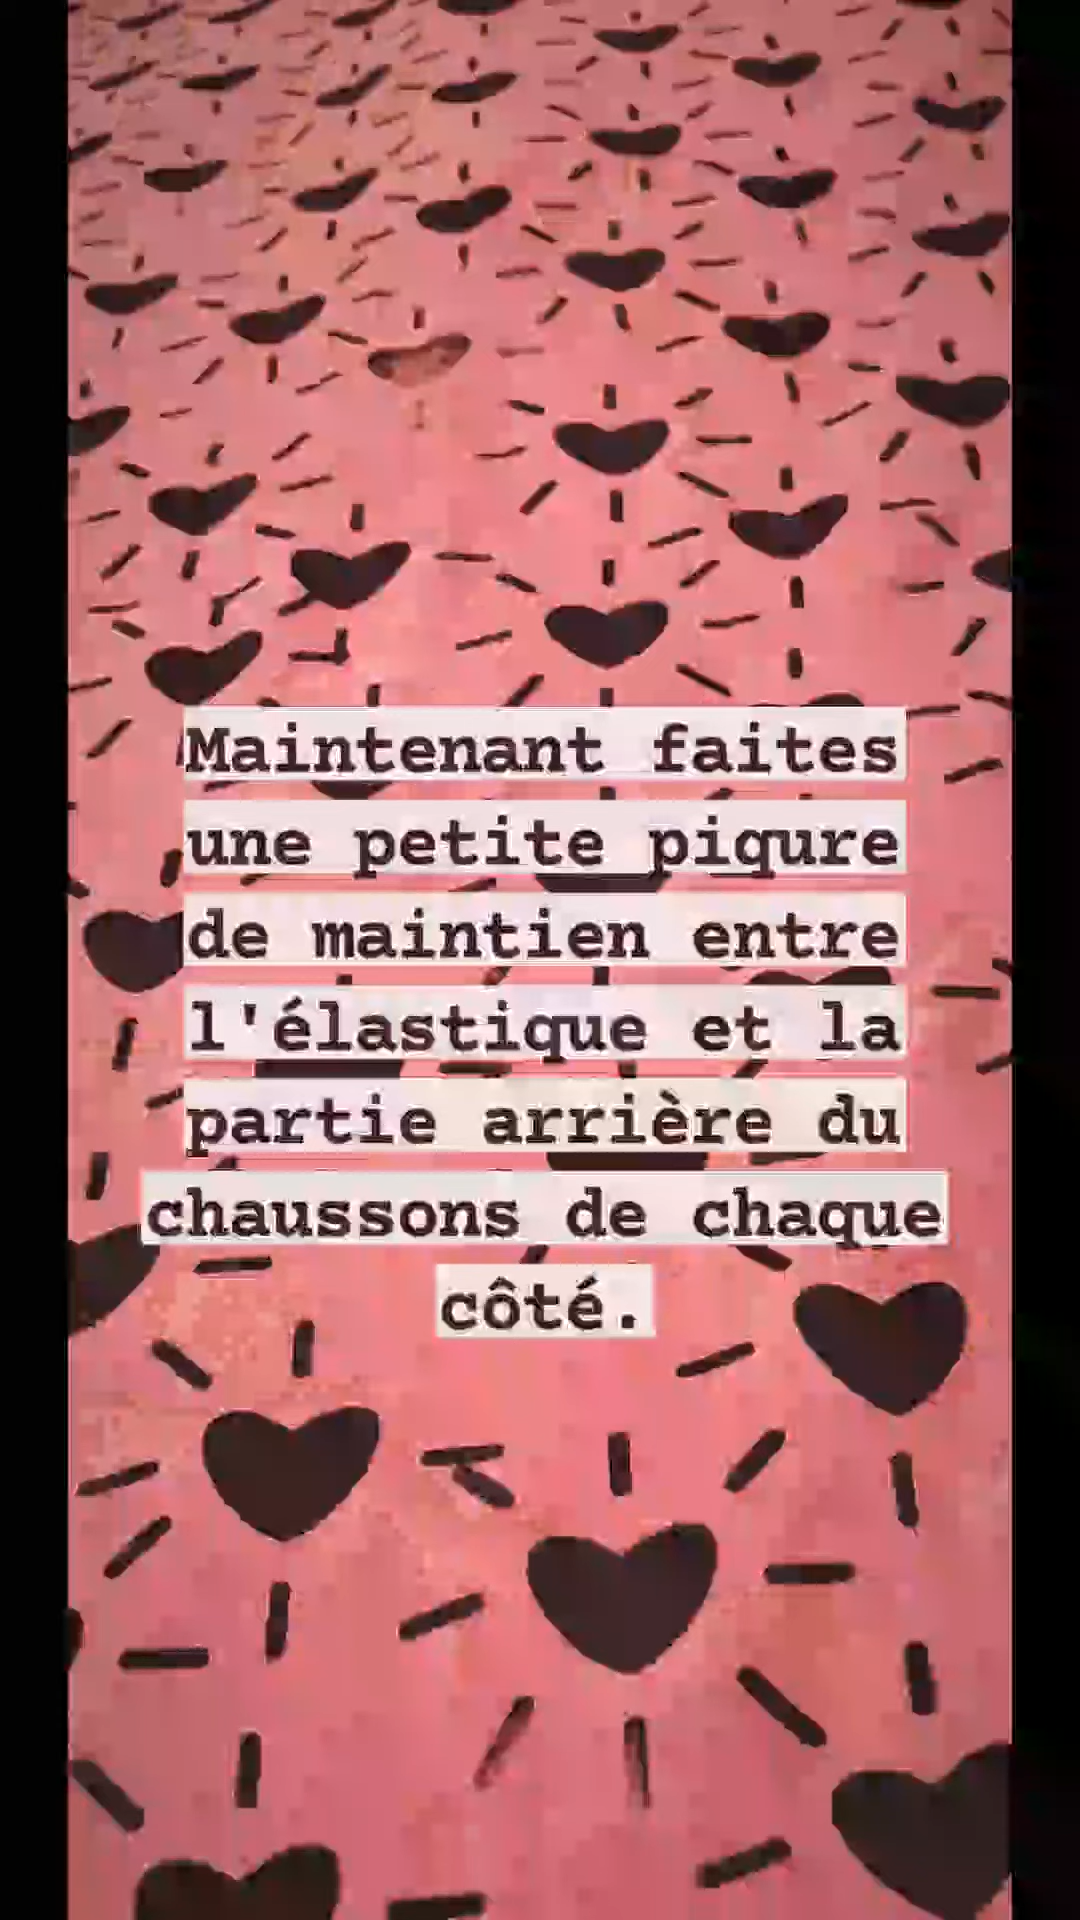 Maintenant faites
une petite piqure
de maintien entre
l'élastique et la
partie arrière du
chaussons de chaque
côté.